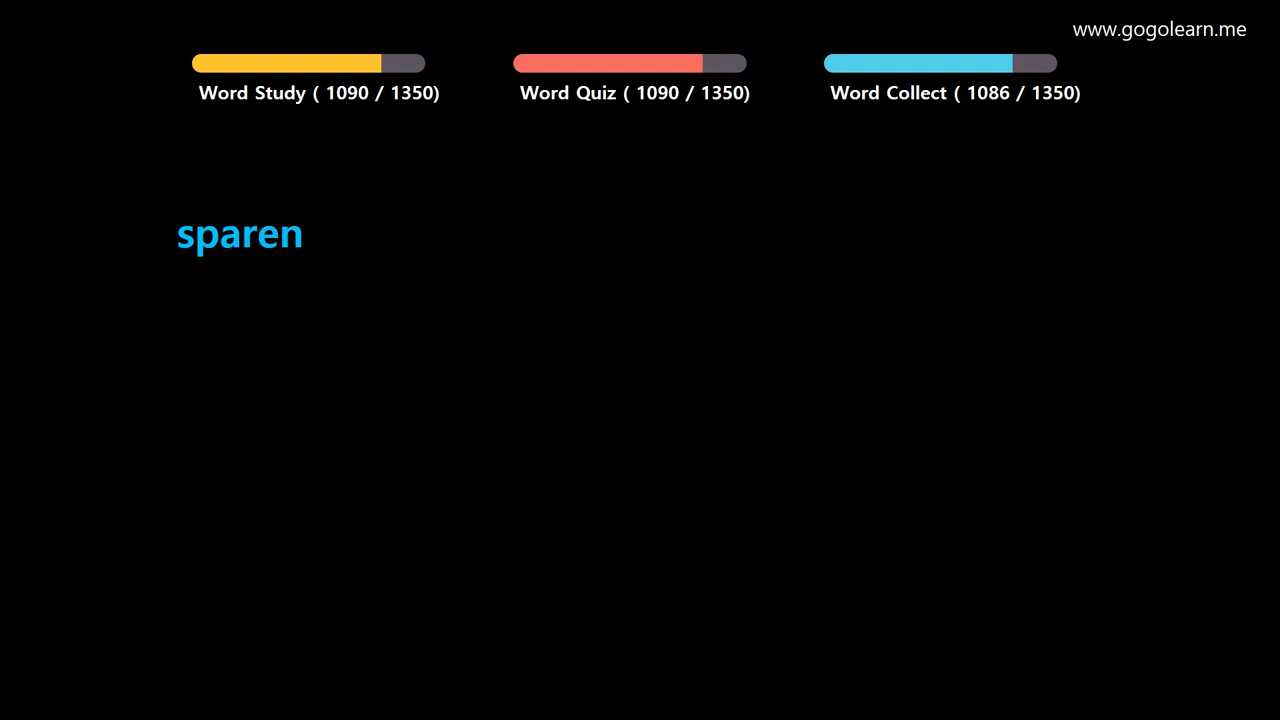 www.gogolearn.me
Word Study ( 1090 / 1350)
Word Quiz ( 1090 / 1350)
Word Collect ( 1086 / 1350)
sparen